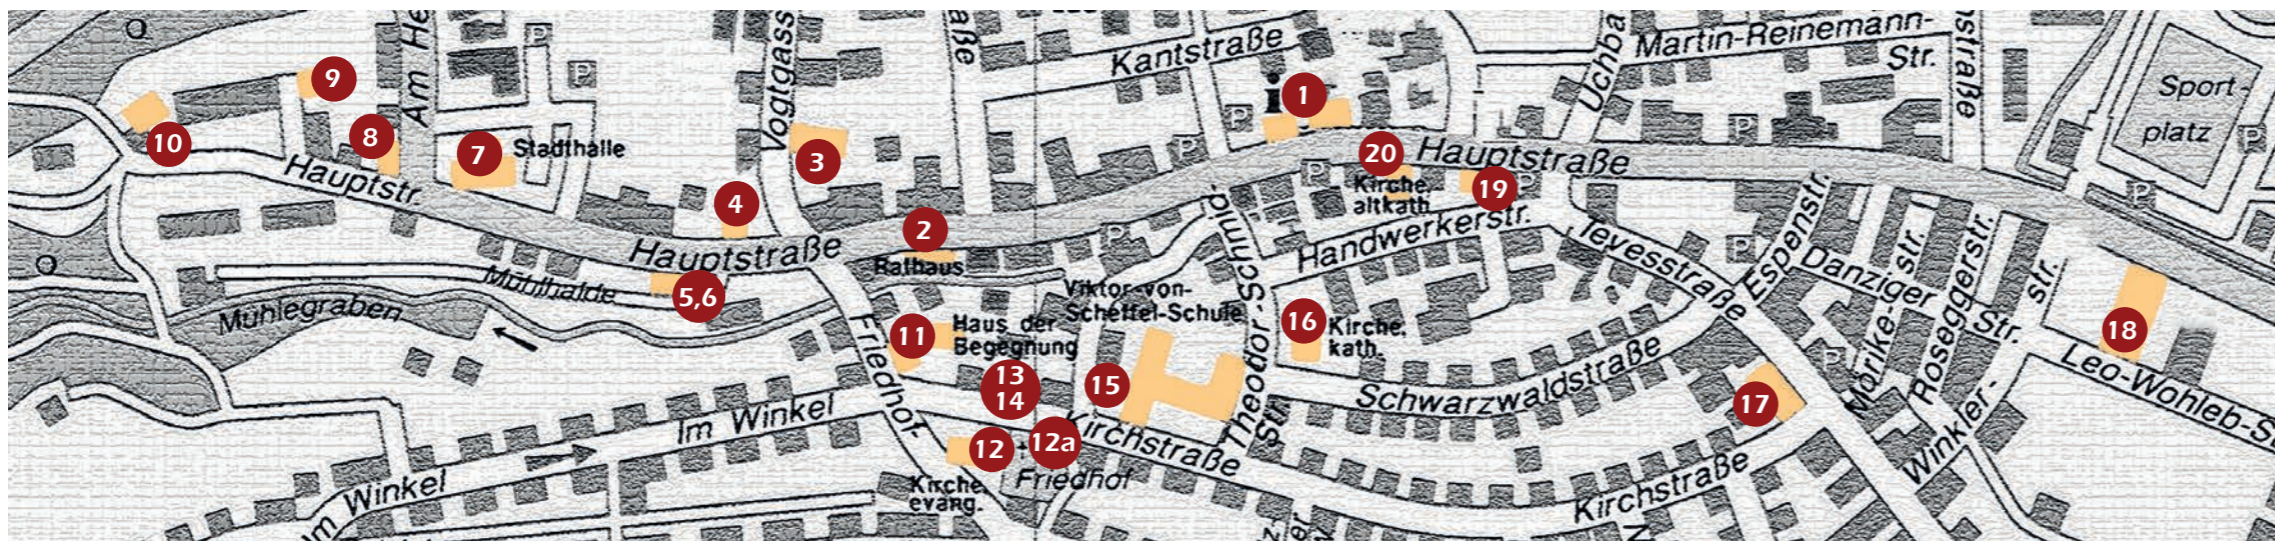 Am He
Vogtgass
aße
Kantstraße
Uchba
Martin-Reinemann-
Str.
straße
Sport-
platz
P
P
P
P
P
P
P
P
P
P
P
9
10
8
7
Stadthalle
3
1
20
Hauptstraße
19
Kirche.
altkath.
Hauptstr.
4
2
Hauptstraße
Rathaus
Handwerkerstr.
Theodor-Schmid-
Str.
Tevesstraße
Espenstr.
Danziger
Str.
Mörike-
str.
Roseggerstr.
Winkler-
str.
Mühlhalde
5,6
Mühlegraben
Viktor-von-
Scheffel-Schule
11
Haus der
Begegnung
16
Kirche.
kath.
18
Leo-Wohleb-S
13
14
15
Friedhof-
Schwarzwaldstraße
17
Im Winkel
Kirchstraße
12
12a
Friedhof
Kirche.
evang.
Kirchstraße
m Winkel